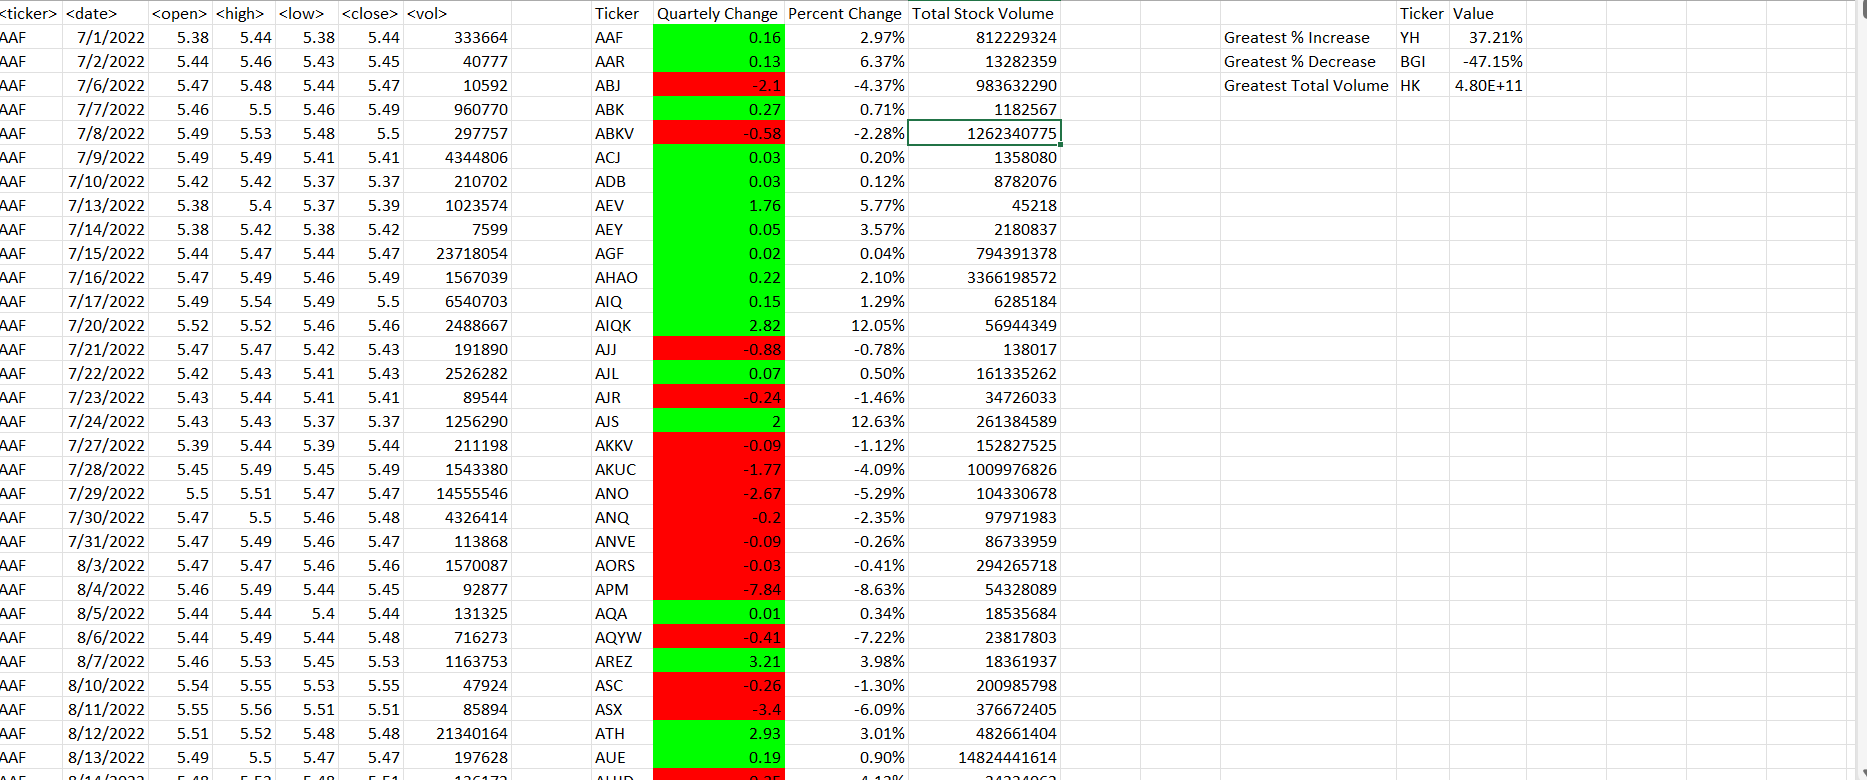 <ticker> <date> <open> <high> <low> <close> <vol> Ticker Quartely Change Percent Change Total Stock Volume Ticker Value
AAF 7/1/2022 5.38 5.44 5.38 5.44 333664 AAF 0.16 2.97% 812229324 Greatest % Increase YH 37.21%
AAF 7/2/2022 5.44 5.46 5.43 5.45 40777 AAR 0.13 6.37% 13282359 Greatest % Decrease BGI -47.15%
AAF 7/6/2022 5.47 5.48 5.44 5.47 10592 ABJ -2.1 -4.37% 983632290 Greatest Total Volume HK 4.80E+11
AAF 7/7/2022 5.46 5.5 5.46 5.49 960770 ABK 0.27 0.71% 1182567
AAF 7/8/2022 5.49 5.53 5.48 5.5 297757 ABKV -0.58 -2.28% 1262340775
AAF 7/9/2022 5.49 5.49 5.41 5.41 4344806 ACJ 0.03 0.20% 1358080
AAF 7/10/2022 5.42 5.42 5.37 5.37 210702 ADB 0.03 0.12% 8782076
AAF 7/13/2022 5.38 5.4 5.37 5.39 1023574 AEV 1.76 5.77% 45218
AAF 7/14/2022 5.38 5.42 5.38 5.42 7599 AEY 0.05 3.57% 2180837
AAF 7/15/2022 5.44 5.47 5.44 5.47 23718054 AGF 0.02 0.04% 794391378
AAF 7/16/2022 5.47 5.49 5.46 5.49 1567039 AHAO 0.22 2.10% 3366198572
AAF 7/17/2022 5.49 5.54 5.49 5.5 6540703 AIQ 0.15 1.29% 6285184
AAF 7/20/2022 5.52 5.52 5.46 5.46 2488667 AIQK 2.82 12.05% 56944349
AAF 7/21/2022 5.47 5.47 5.42 5.43 191890 AJJ -0.88 -0.78% 138017
AAF 7/22/2022 5.42 5.43 5.41 5.43 2526282 AJL 0.07 0.50% 161335262
AAF 7/23/2022 5.43 5.44 5.41 5.41 89544 AJR -0.24 -1.46% 34726033
AAF 7/24/2022 5.43 5.43 5.37 5.37 1256290 AJS 2 12.63% 261384589
AAF 7/27/2022 5.39 5.44 5.39 5.44 211198 AKKV -0.09 -1.12% 152827525
AAF 7/28/2022 5.45 5.49 5.45 5.49 1543380 AKUC -1.77 -4.09% 1009976826
AAF 7/29/2022 5.5 5.51 5.47 5.47 14555546 ANO -2.67 -5.29% 104330678
AAF 7/30/2022 5.47 5.5 5.46 5.48 4326414 ANQ -0.2 -2.35% 97971983
AAF 7/31/2022 5.47 5.49 5.46 5.47 113868 ANVE -0.09 -0.26% 86733959
AAF 8/3/2022 5.47 5.47 5.46 5.46 1570087 AORS -0.03 -0.41% 294265718
AAF 8/4/2022 5.46 5.49 5.44 5.45 92877 APM -7.84 -8.63% 54328089
AAF 8/5/2022 5.44 5.44 5.4 5.44 131325 AQA 0.01 0.34% 18535684
AAF 8/6/2022 5.44 5.49 5.44 5.48 716273 AQYW -0.41 -7.22% 23817803
AAF 8/7/2022 5.46 5.53 5.45 5.53 1163753 AREZ 3.21 3.98% 18361937
AAF 8/10/2022 5.54 5.55 5.53 5.55 47924 ASC -0.26 -1.30% 200985798
AAF 8/11/2022 5.55 5.56 5.51 5.51 85894 ASX -3.4 -6.09% 376672405
AAF 8/12/2022 5.51 5.52 5.48 5.48 21340164 ATH 2.93 3.01% 482661404
AAF 8/13/2022 5.49 5.5 5.47 5.47 197628 AUE 0.19 0.90% 14824441614